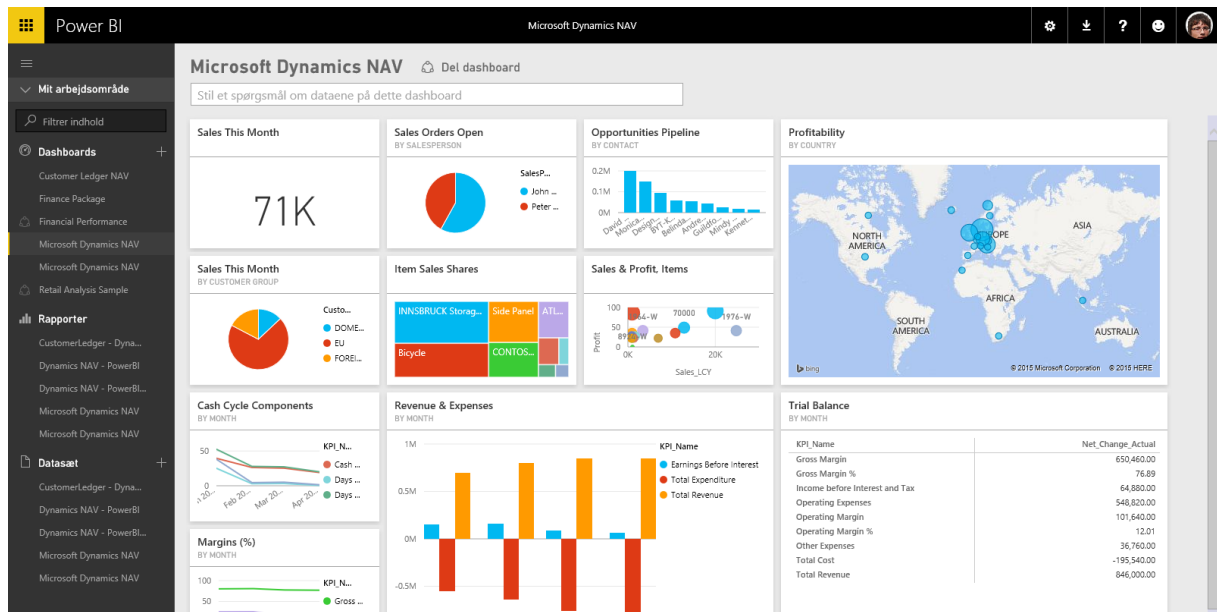 Power BI
Microsoft Dynamics NAV
?
Mit arbejdsområde
Filtrer indhold
Dashboards
Customer Ledger NAV
Finance Package
Financial Performance
Microsoft Dynamics NAV
Microsoft Dynamics NAV
Retail Analysis Sample
Rapporter
CustomerLedger - Dyna...
Dynamics NAV - PowerBI
Dynamics NAV - PowerBI...
Microsoft Dynamics NAV
Microsoft Dynamics NAV
Datasæt
CustomerLedger - Dyna...
Dynamics NAV - PowerBI
Dynamics NAV - PowerBI...
Microsoft Dynamics NAV
Microsoft Dynamics NAV
Microsoft Dynamics NAV Del dashboard
Stil et spørgsmål om dataene på dette dashboard
Sales This Month
71K
Sales Orders Open
BY SALESPERSON
SalesP...
John ...
Peter ...
Opportunities Pipeline
BY CONTACT
0.2M
0.1M
0M
David ...
Monica...
Design...
BYT-K...
Belinda...
Andre...
Guildfo...
Mindy ...
Kennet...
Profitability
BY COUNTRY
NORTH
AMERICA
ASIA
AFRICA
SOUTH
AMERICA
AUSTRALIA
bing
© 2015 Microsoft Corporation © 2015 HERE
Sales This Month
BY CUSTOMER GROUP
Custo...
DOME...
EU
FOREI...
Item Sales Shares
INNSBRUCK Storag...
Side Panel
ATL...
Bicycle
CONTOS...
Sales & Profit, Items
100
50
0
Profit
70000
1976-W
0K
20K
Sales_LCY
Cash Cycle Components
BY MONTH
50
0
Feb 20...
Mar 20...
Apr 20...
KPI_N...
Cash ...
Days ...
Days ...
Revenue & Expenses
BY MONTH
1M
0.5M
0M
-0.5M
KPI_Name
Earnings Before Interest
Total Expenditure
Total Revenue
Trial Balance
BY MONTH
KPI_Name Net_Change_Actual
Gross Margin 650,460.00
Gross Margin % 76.89
Income before Interest and Tax 64,880.00
Operating Expenses 548,820.00
Operating Margin 101,640.00
Operating Margin % 12.01
Other Expenses 36,760.00
Total Cost -195,540.00
Total Revenue 846,000.00
Margins (%)
BY MONTH
100
50
KPI_N...
Gross ...